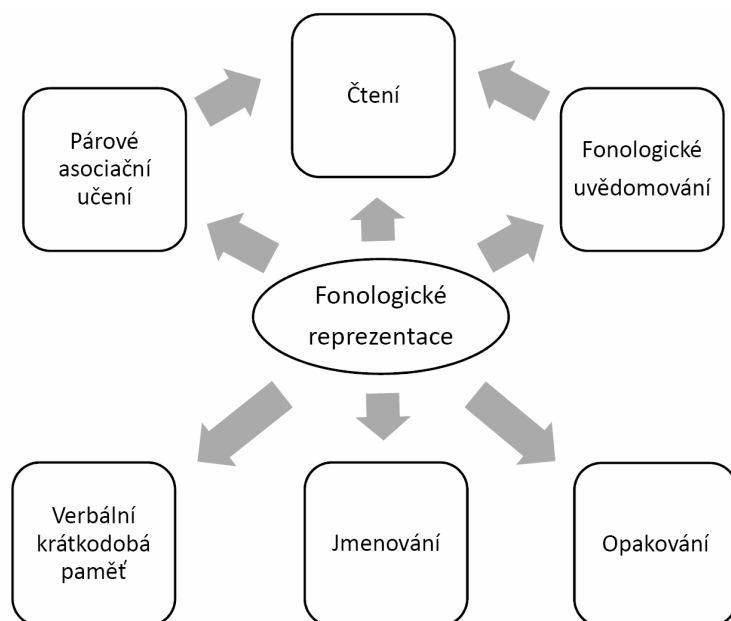 Čtení
Párové
asociační
učení
Fonologické
uvědomování
Fonologické
reprezentace
Verbální
krátkodobá
paměť
Jmenování
Opakování